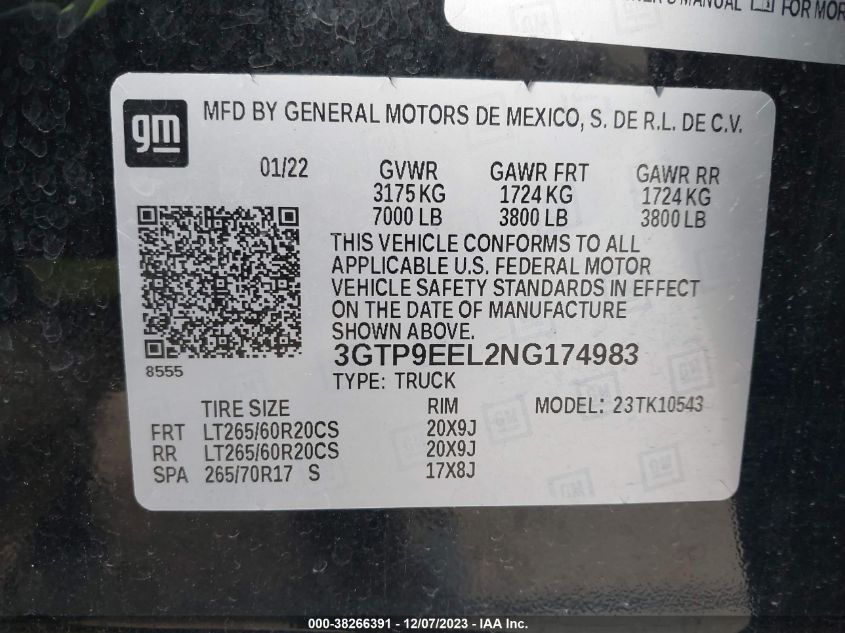 MANUAL FOR MOR
gm MFD BY GENERAL MOTORS DE MEXICO, S. DE R.L. DE C.V.
01/22 GVWR GAWR FRT GAWR RR
3175 KG 1724 KG 1724 KG
7000 LB 3800 LB 3800 LB
THIS VEHICLE CONFORMS TO ALL
APPLICABLE U.S. FEDERAL MOTOR
VEHICLE SAFETY STANDARDS IN EFFECT
ON THE DATE OF MANUFACTURE
SHOWN ABOVE.
3GTP9EEL2NG174983
8555 TYPE: TRUCK
TIRE SIZE RIM MODEL: 23TK10543
FRT LT265/60R20CS 20X9J
RR LT265/60R20CS 20X9J
SPA 265/70R17 S 17X8J
000-38266391 - 12/07/2023 - IAA Inc.